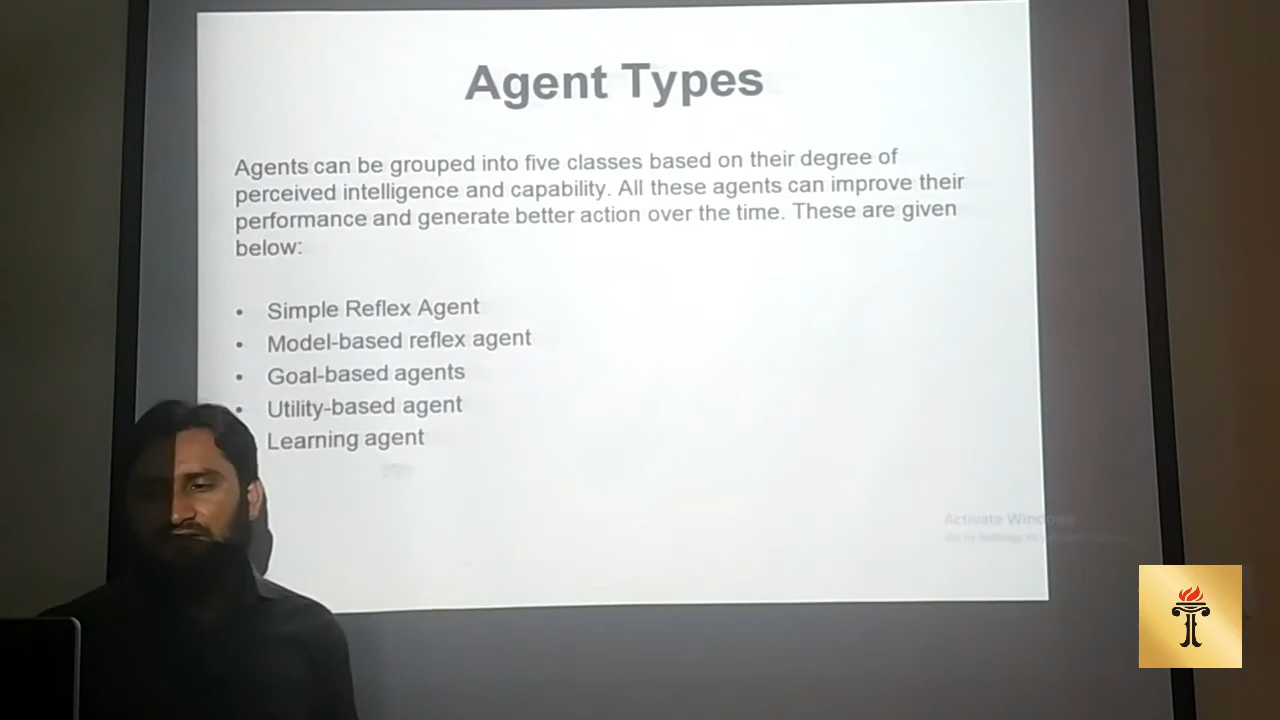 Agent Types
Agents can be grouped into five classes based on their degree of
perceived intelligence and capability. All these agents can improve their
performance and generate better action over the time. These are given
below:
• Simple Reflex Agent
• Model-based reflex agent
• Goal-based agents
• Utility-based agent
Learning agent
Activate Windows